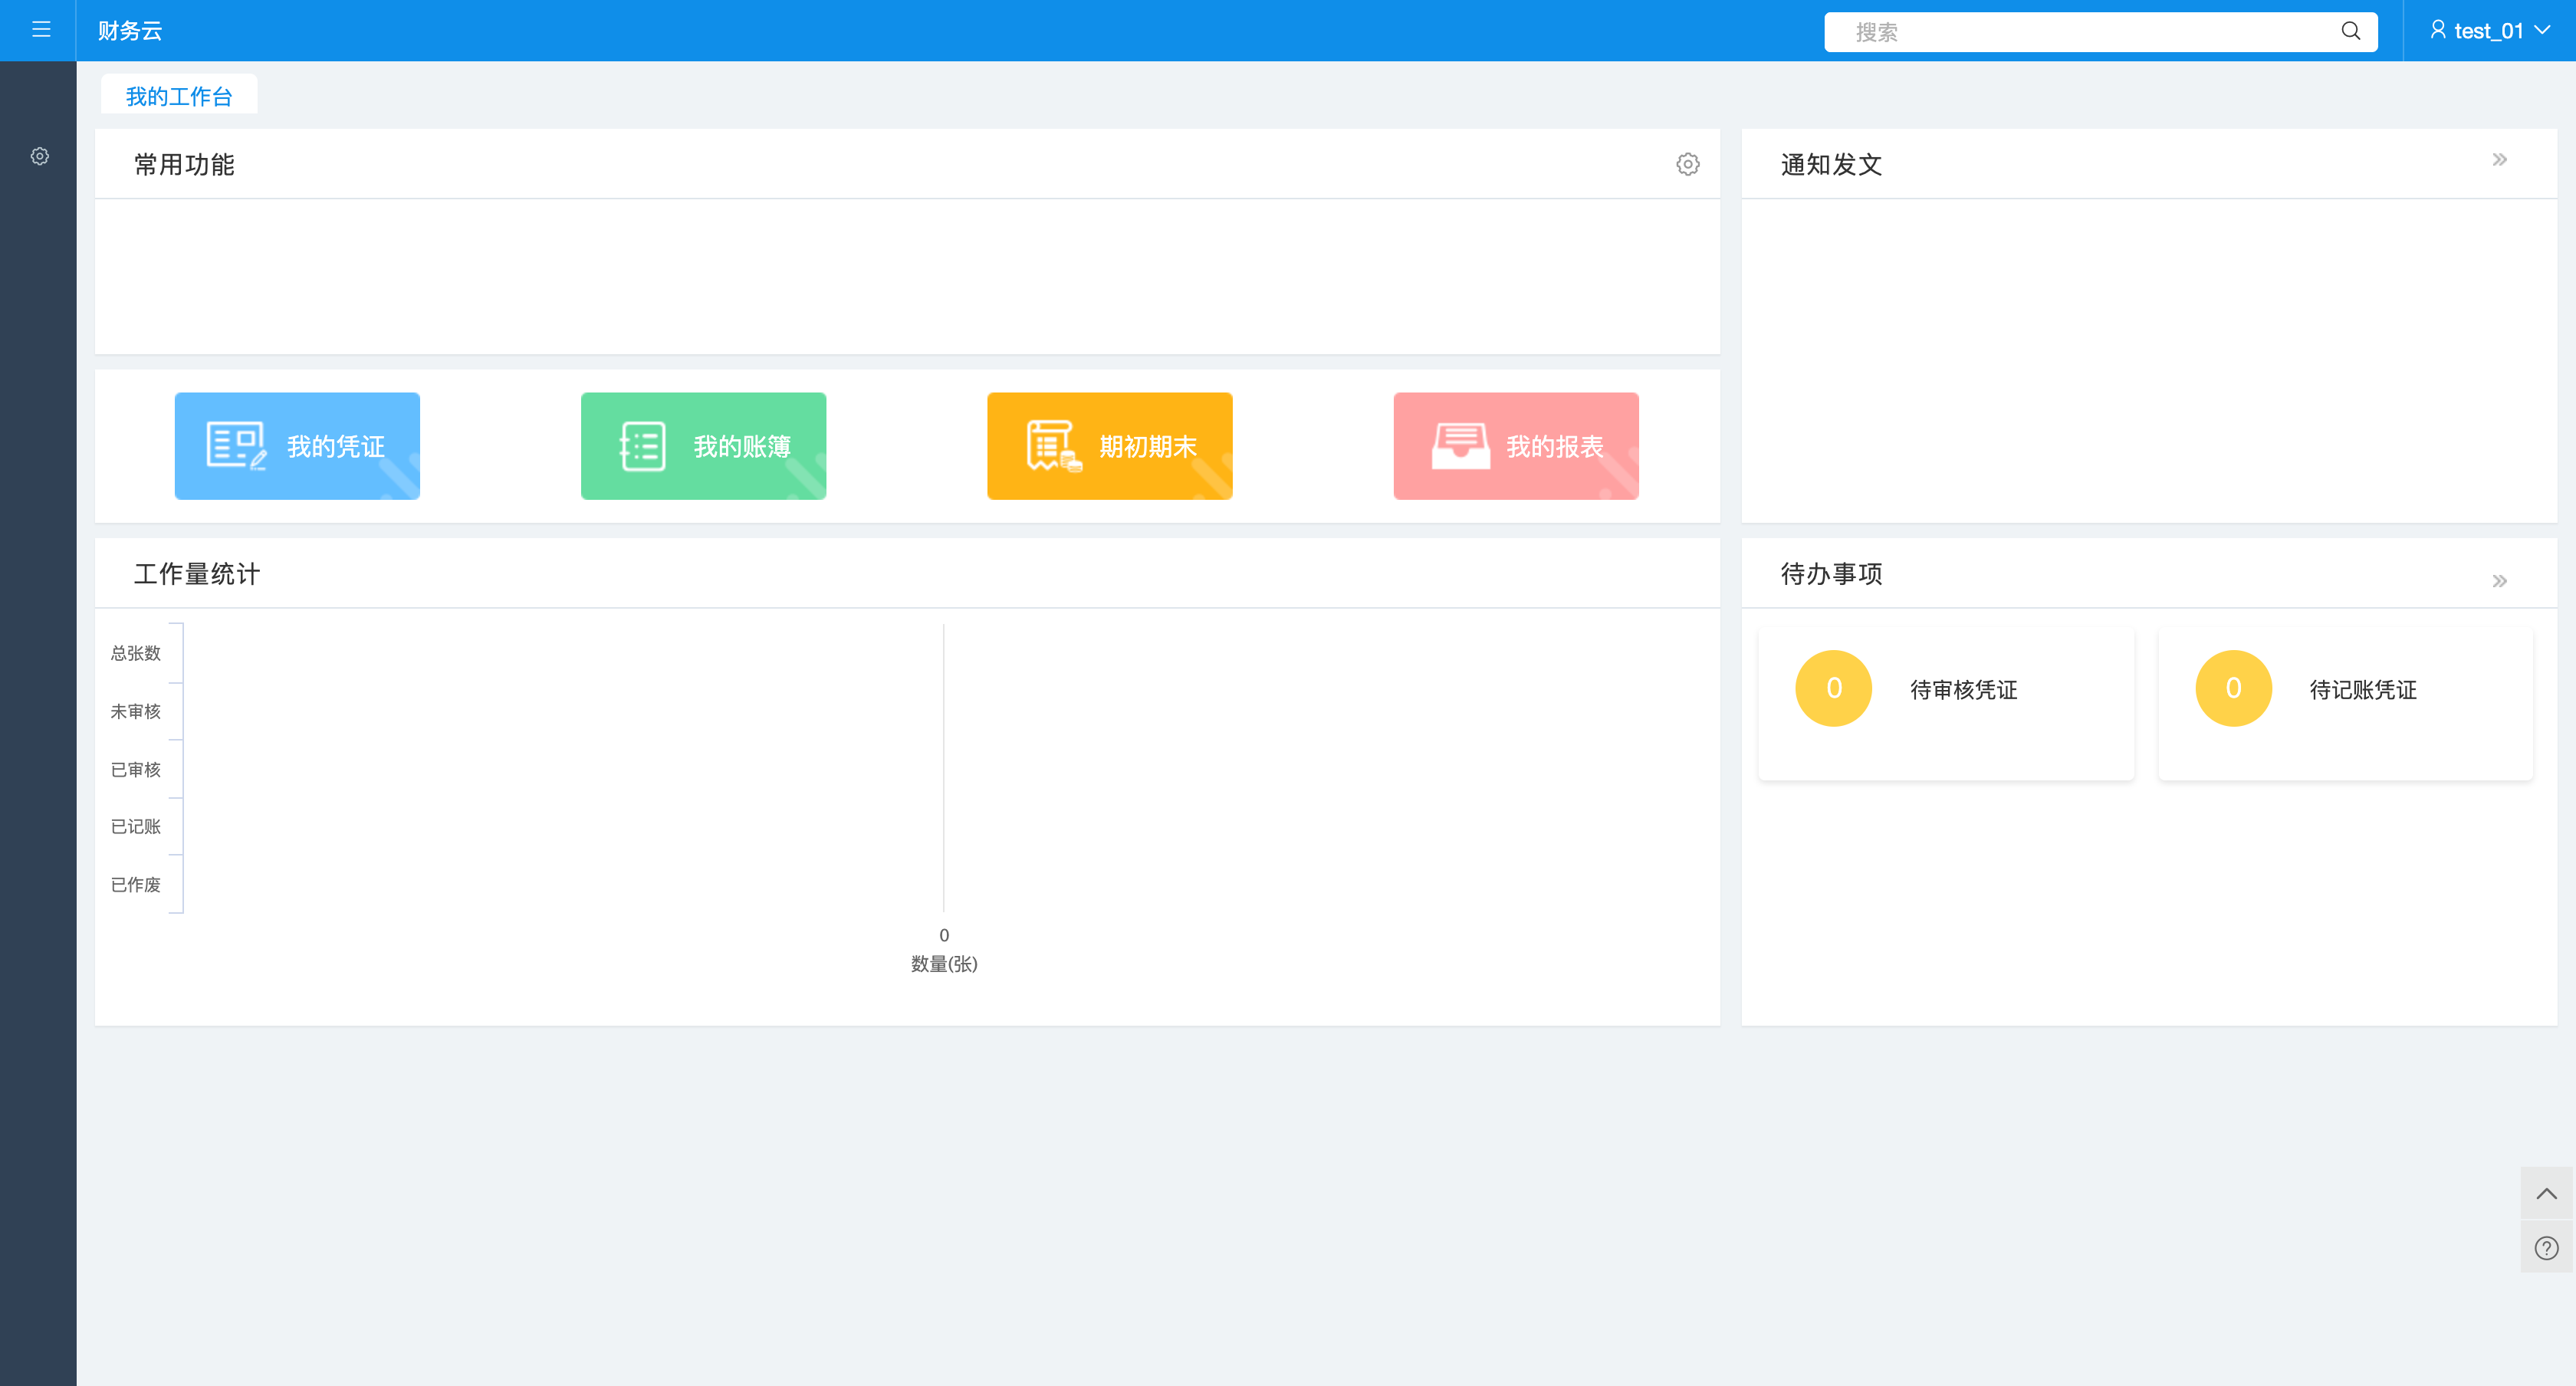 财务云
搜索
test_01
我的工作台
常用功能
通知发文
我的凭证
我的账簿
期初期末
我的报表
工作量统计
待办事项
总张数
未审核
已审核
已记账
已作废
0
数量(张)
0
待审核凭证
0
待记账凭证